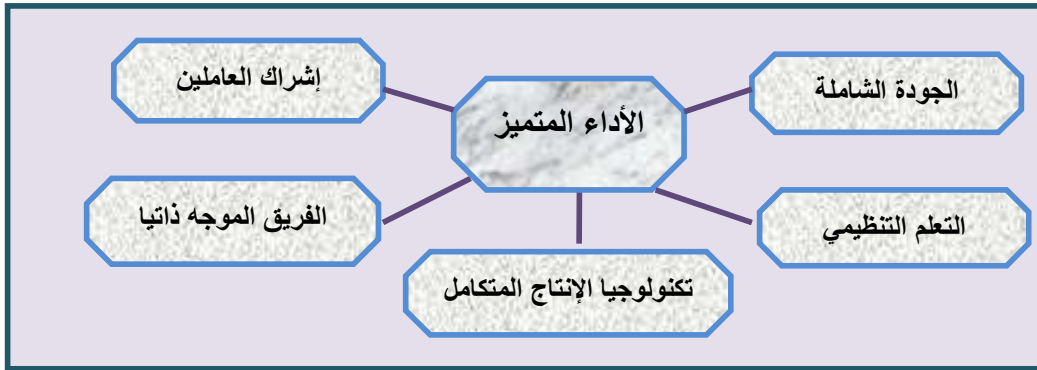 الأداء المتميز
الجودة الشاملة
إشراك العاملين
التعلم التنظيمي
الفريق الموجه ذاتيا
تكنولوجيا الإنتاج المتكامل